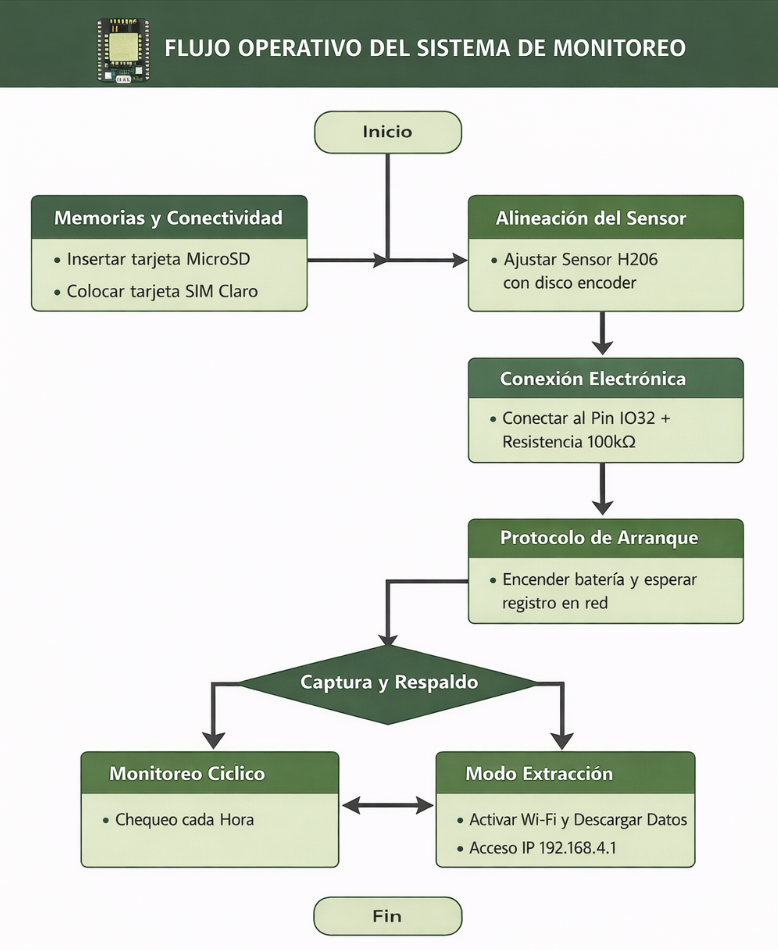 FLUJO OPERATIVO DEL SISTEMA DE MONITOREO
Inicio
Memorias y Conectividad
• Insertar tarjeta MicroSD
• Colocar tarjeta SIM Claro
Alineación del Sensor
• Ajustar Sensor H206
con disco encoder
Conexión Electrónica
• Conectar al Pin IO32 +
Resistencia 100kΩ
Protocolo de Arranque
• Encender batería y esperar
registro en red
Captura y Respaldo
Monitoreo Ciclico
• Chequeo cada Hora
Modo Extracción
• Activar Wi-Fi y Descargar Datos
• Acceso IP 192.168.4.1
Fin